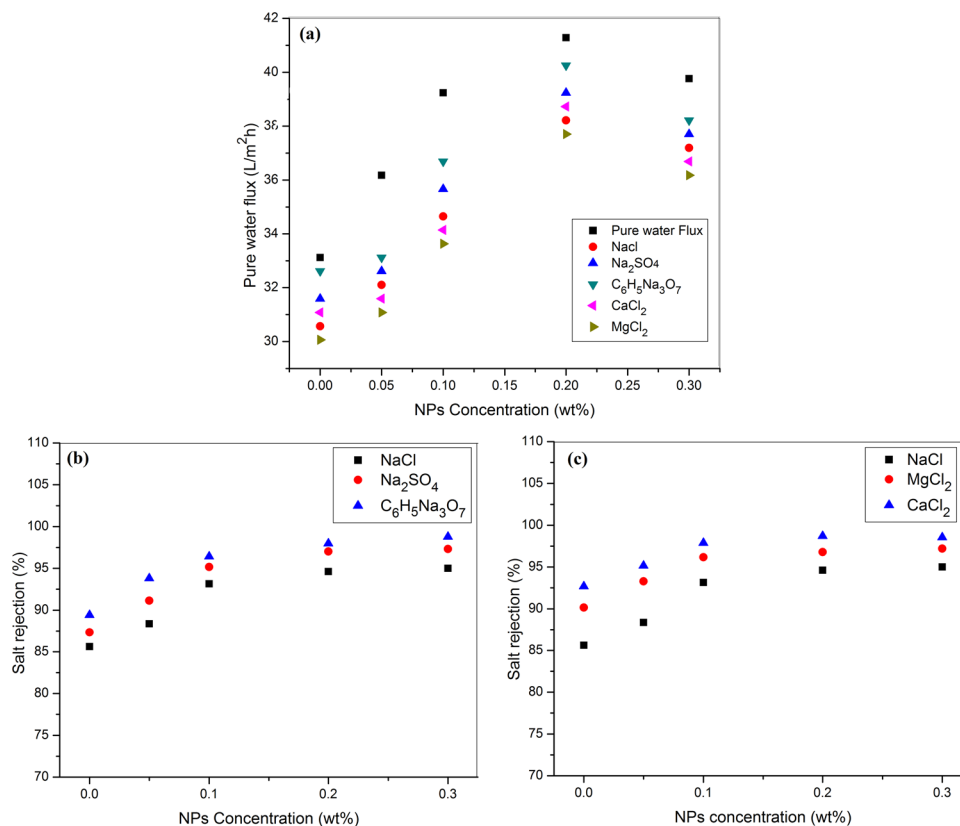 (a)
Pure water flux (L/m²h)
42
40
38
36
34
32
30
Pure water Flux
Nacl
Na₂SO₄
C₆H₅Na₃O₇
CaCl₂
MgCl₂
0.00 0.05 0.10 0.15 0.20 0.25 0.30
NPs Concentration (wt%)
(b)
Salt rejection (%)
110
105
100
95
90
85
80
75
70
NaCl
Na₂SO₄
C₆H₅Na₃O₇
0.0 0.1 0.2 0.3
NPs Concentration (wt%)
(c)
Salt rejection (%)
110
105
100
95
90
85
80
75
70
NaCl
MgCl₂
CaCl₂
0.0 0.1 0.2 0.3
NPs concentration (wt%)